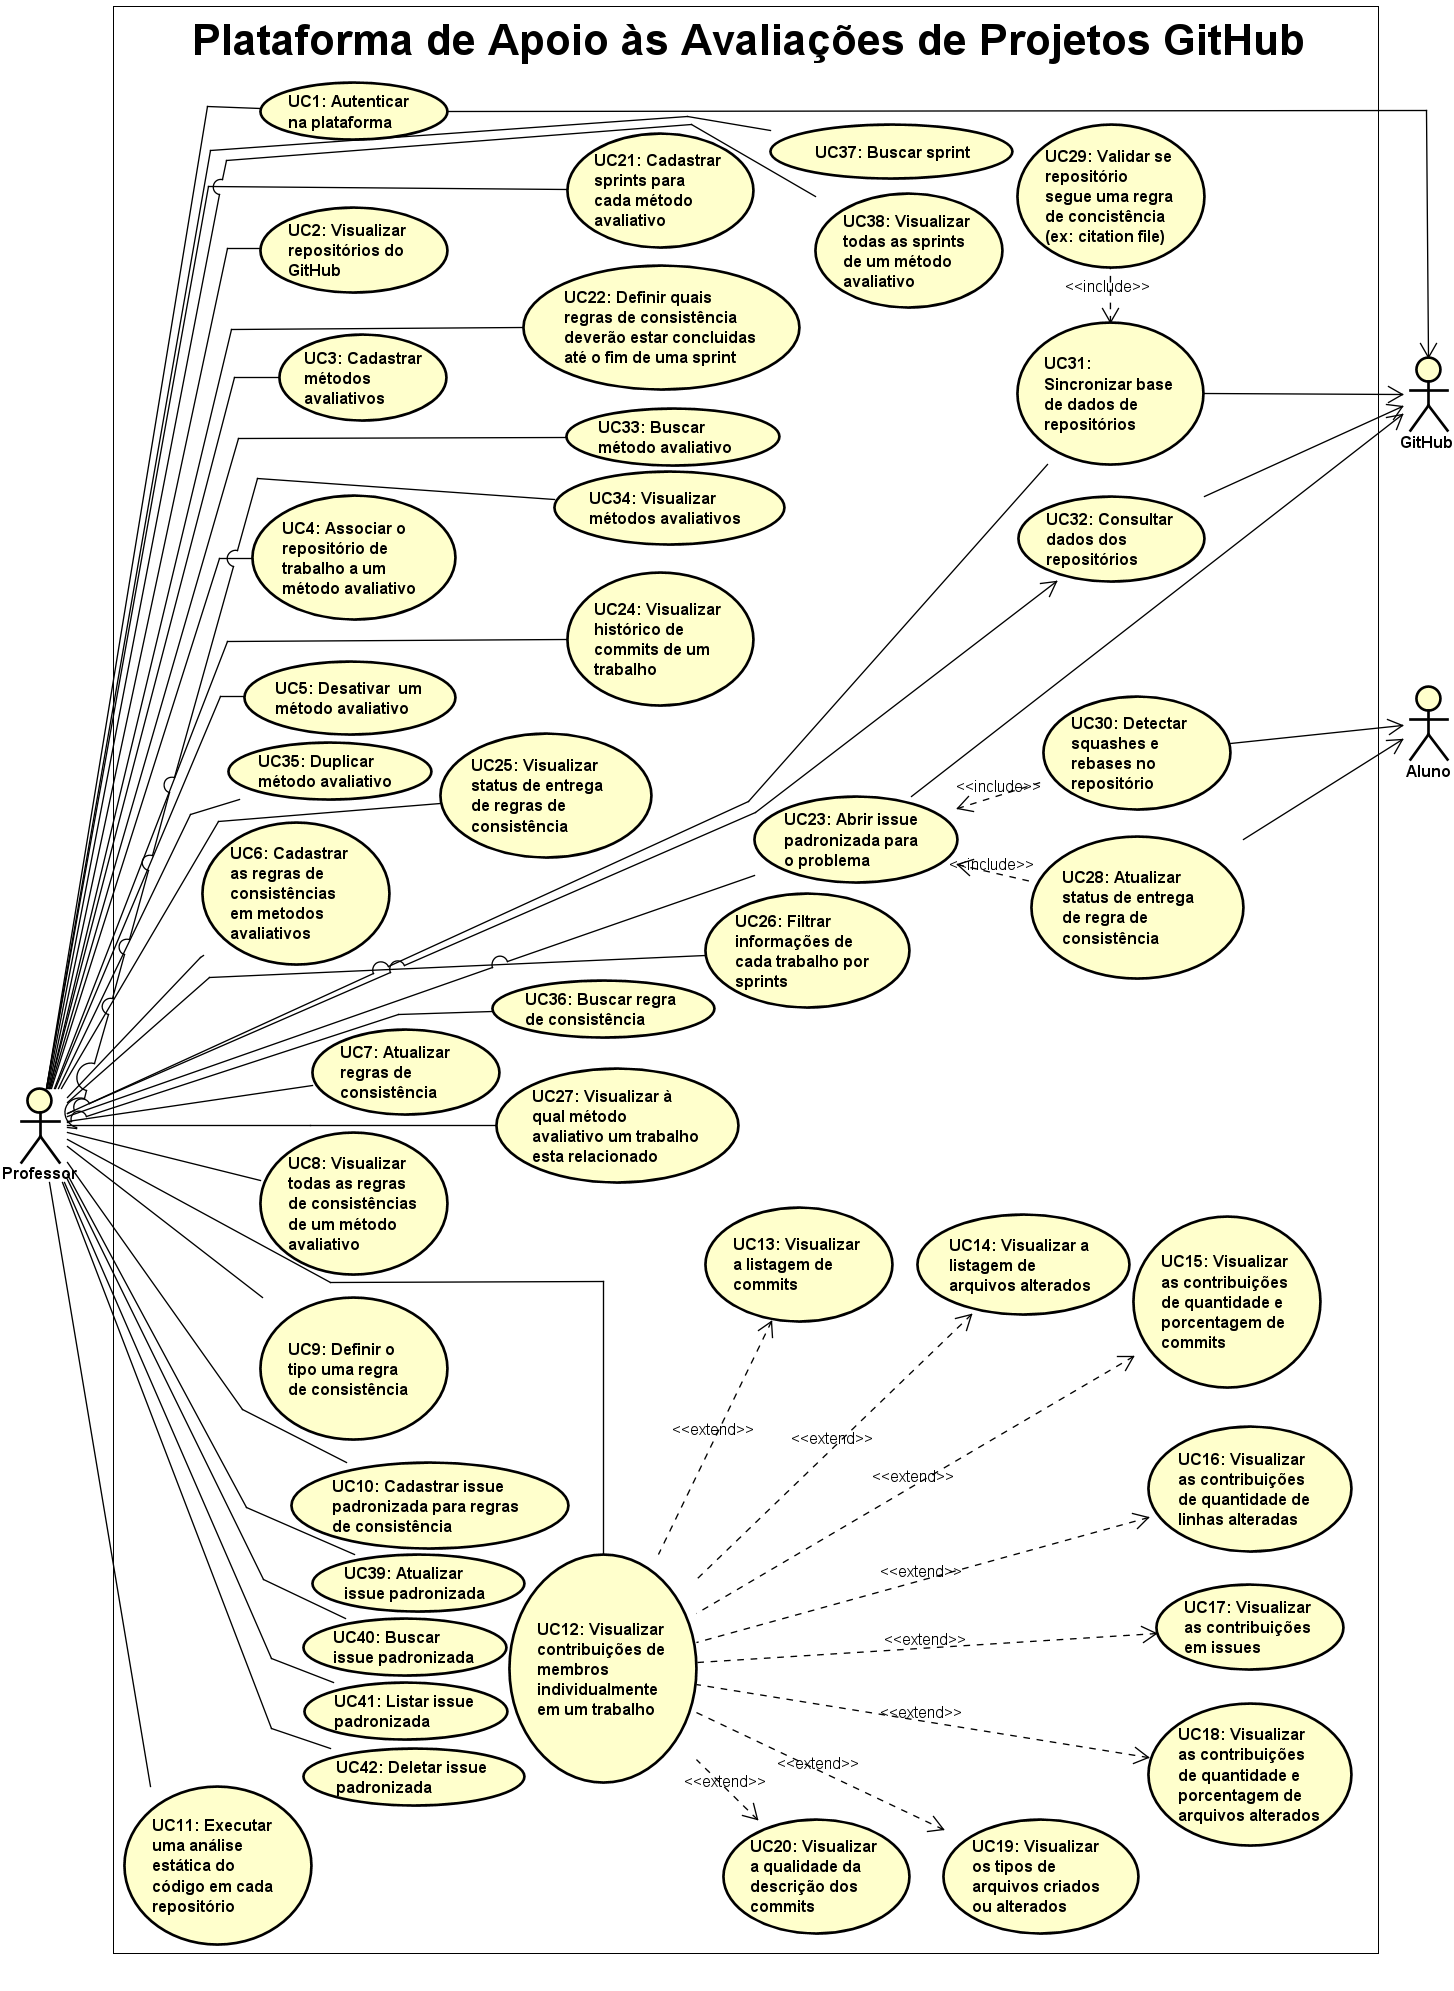 Plataforma de Apoio às Avaliações de Projetos GitHub
UC1: Autenticar
na plataforma
UC37: Buscar sprint
UC21: Cadastrar
sprints para
cada método
avaliativo
UC29: Validar se
repositório
segue uma regra
de concistência
(ex: citation file)
UC38: Visualizar
todas as sprints
de um método
avaliativo
UC2: Visualizar
repositórios do
GitHub
<<include>>
UC22: Definir quais
regras de consistência
deverão estar concluidas
até o fim de uma sprint
UC3: Cadastrar
métodos
avaliativos
UC31:
Sincronizar base
de dados de
repositórios
GitHub
UC33: Buscar
método avaliativo
UC34: Visualizar
métodos avaliativos
UC4: Associar o
repositório de
trabalho a um
método avaliativo
UC32: Consultar
dados dos
repositórios
UC24: Visualizar
histórico de
commits de um
trabalho
UC5: Desativar  um
método avaliativo
UC30: Detectar
squashes e
rebases no
repositório
Aluno
UC35: Duplicar
método avaliativo
UC25: Visualizar
status de entrega
de regras de
consistência
<<include>>
UC23: Abrir issue
padronizada para
o problema
<<include>>
UC6: Cadastrar
as regras de
consistências
em metodos
avaliativos
UC28: Atualizar
status de entrega
de regra de
consistência
UC26: Filtrar
informações de
cada trabalho por
sprints
UC36: Buscar regra
de consistência
UC7: Atualizar
regras de
consistência
UC27: Visualizar à
qual método
avaliativo um trabalho
esta relacionado
Professor
UC8: Visualizar
todas as regras
de consistências
de um método
avaliativo
UC13: Visualizar
a listagem de
commits
UC14: Visualizar a
listagem de
arquivos alterados
UC15: Visualizar
as contribuições
de quantidade e
porcentagem de
commits
UC9: Definir o
tipo uma regra
de consistência
<<extend>>
<<extend>>
<<extend>>
UC16: Visualizar
as contribuições
de quantidade de
linhas alteradas
UC10: Cadastrar issue
padronizada para regras
de consistência
<<extend>>
UC39: Atualizar
issue padronizada
UC12: Visualizar
contribuições de
membros
individualmente
em um trabalho
UC17: Visualizar
as contribuições
em issues
<<extend>>
UC40: Buscar
issue padronizada
UC41: Listar issue
padronizada
<<extend>>
UC18: Visualizar
as contribuições
de quantidade e
porcentagem de
arquivos alterados
UC42: Deletar issue
padronizada
<<extend>>
<<extend>>
UC11: Executar
uma análise
estática do
código em cada
repositório
UC20: Visualizar
a qualidade da
descrição dos
commits
UC19: Visualizar
os tipos de
arquivos criados
ou alterados